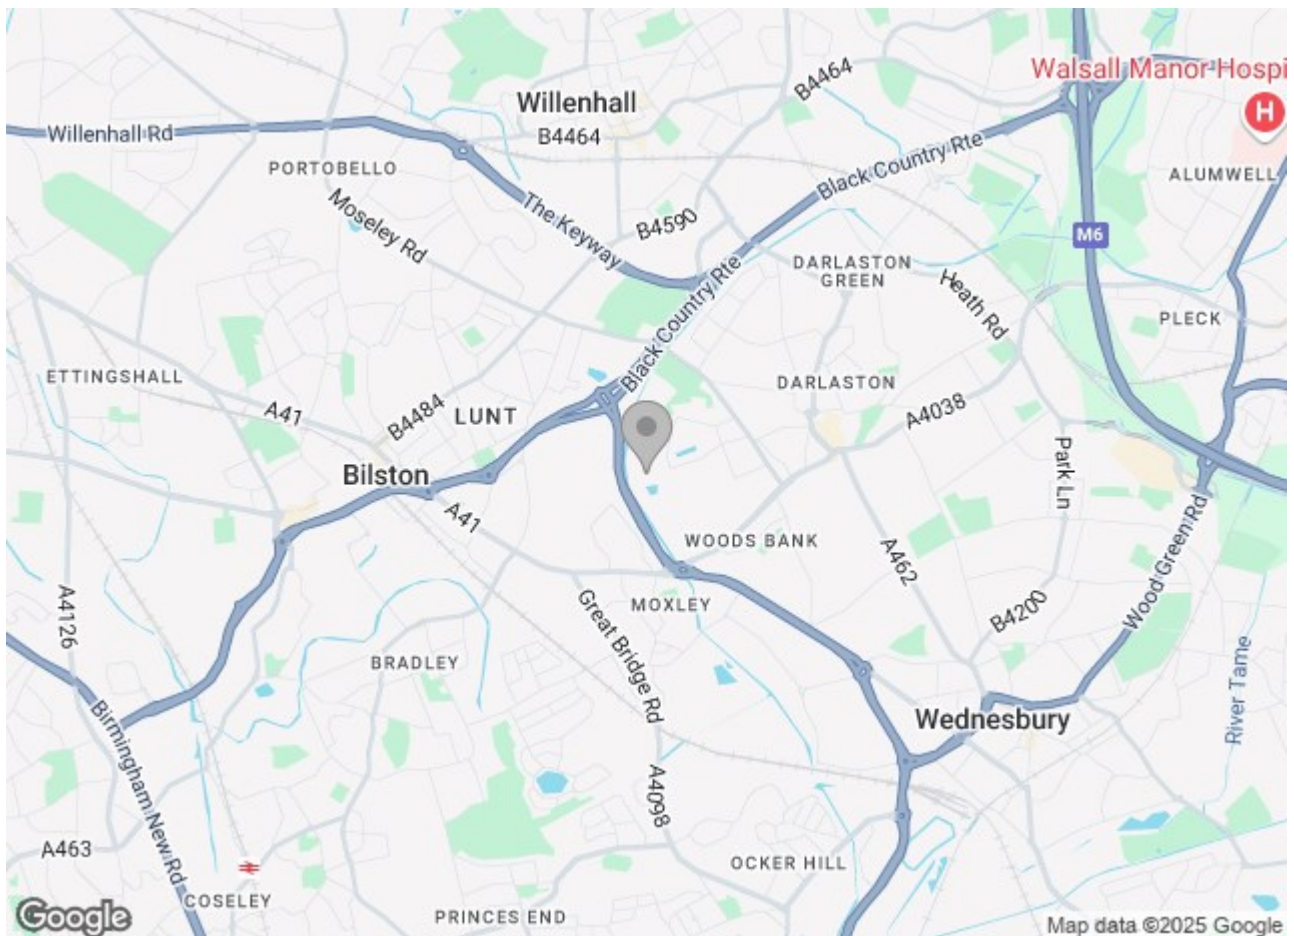 Walsall Manor Hospi
H
B4464
Willenhall
B4464
Willenhall Rd
PORTOBELLO
ALUMWELL
Black Country Rte
Moseley Rd
The Keyway
B4590
M6
DARLASTON
GREEN
Heath Rd
PLECK
Black Country Rte
ETTINGSHALL
DARLASTON
A41
B4484
LUNT
A4038
Park Ln
Bilston
A41
WOODS BANK
A462
Wood Green Rd
A4126
MOXLEY
Great Bridge Rd
B4200
BRADLEY
River Tame
Birmingham New Rd
Wednesbury
A4098
A463
OCKER HILL
COSELEY
PRINCES END
Google
Map data ©2025 Google